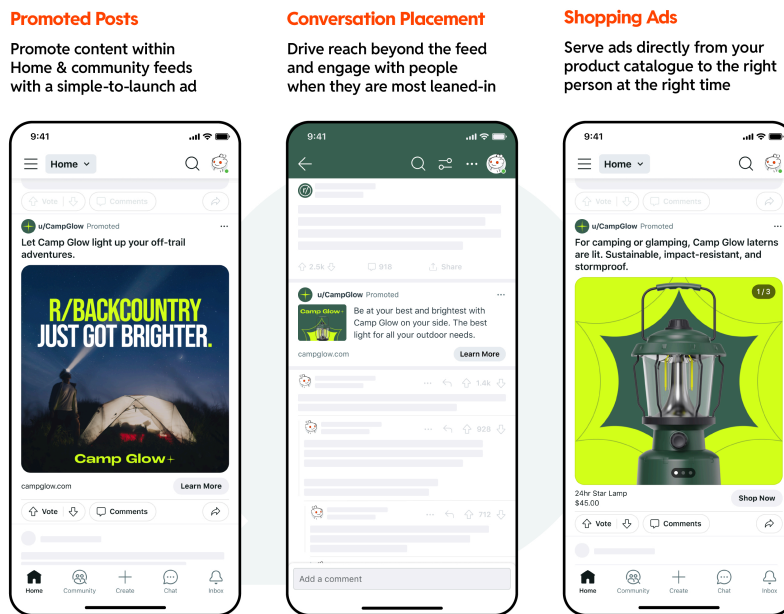 Promoted Posts
Promote content within
Home & community feeds
with a simple-to-launch ad
9:41
Home
Vote
Comments
u/CampGlow Promoted
Let Camp Glow light up your off-trail
adventures.
R/BACKCOUNTRY
JUST GOT BRIGHTER.
Camp Glow+
campglow.com
Learn More
Vote
Comments
Home
Community
Create
Chat
Inbox
Conversation Placement
Drive reach beyond the feed
and engage with people
when they are most leaned-in
9:41
r/
2.5k
918
Share
u/CampGlow Promoted
Camp Glow+
Be at your best and brightest with
Camp Glow on your side. The best
light for all your outdoor needs.
campglow.com
Learn More
1.4k
928
712
Add a comment
Shopping Ads
Serve ads directly from your
product catalogue to the right
person at the right time
9:41
Home
Vote
Comments
u/CampGlow Promoted
For camping or glamping, Camp Glow laterns
are lit. Sustainable, impact-resistant, and
stormproof.
1/3
24hr Star Lamp
$45.00
Shop Now
Vote
Comments
Home
Community
Create
Chat
Inbox